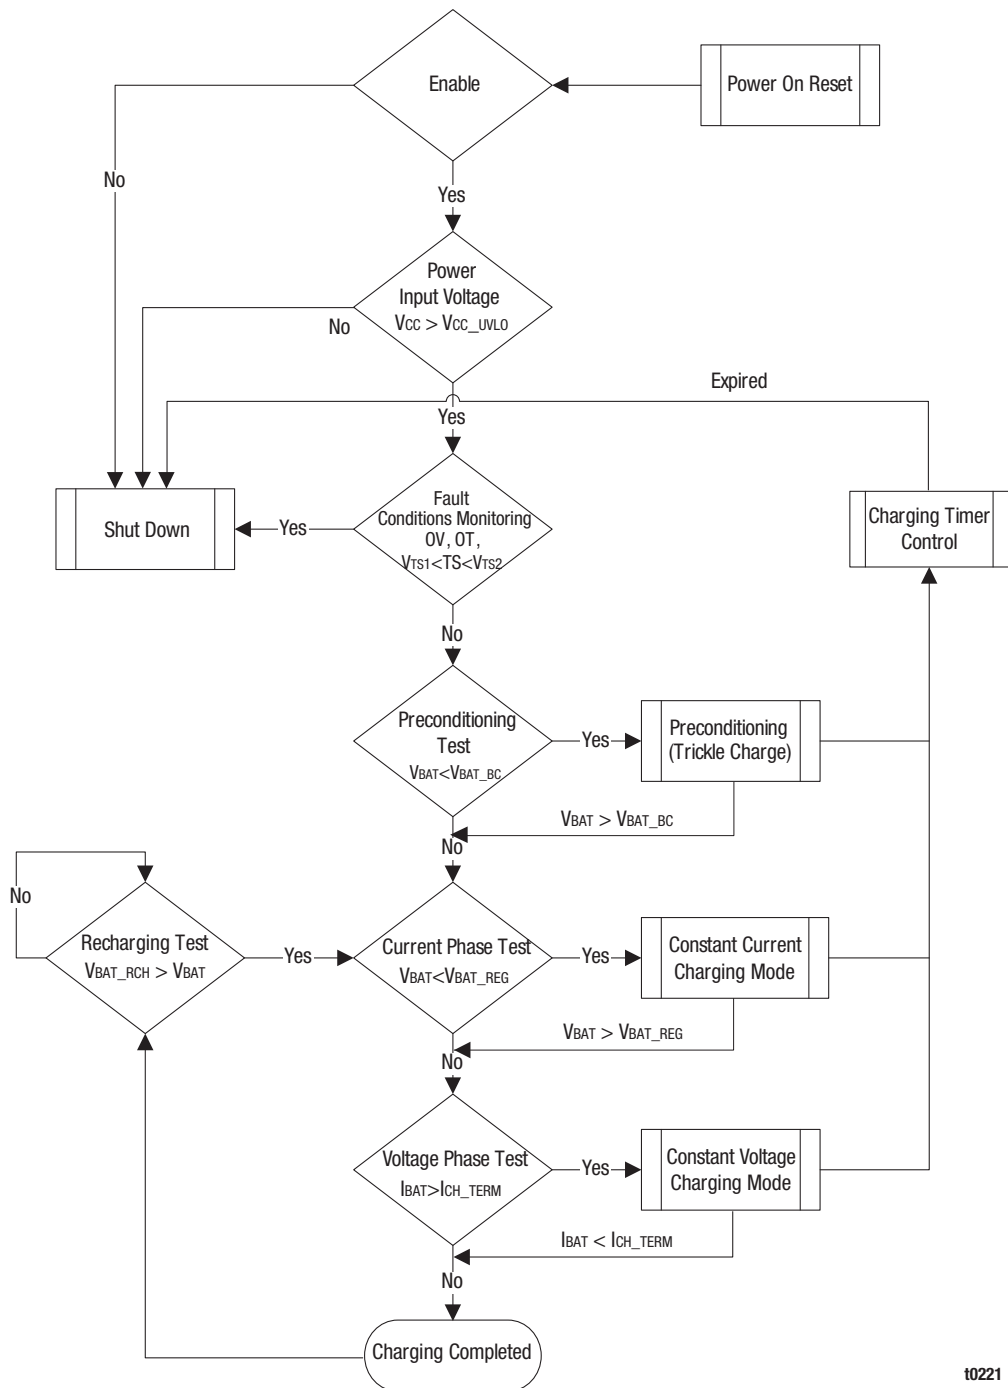 Enable
Power On Reset
No
Yes
Power
Input Voltage
VCC > VCC_UVLO
No
Expired
Yes
Shut Down
Yes
Fault
Conditions Monitoring
OV, OT,
VTS1<TS<VTS2
Charging Timer
Control
No
Preconditioning
Test
VBAT<VBAT_BC
Yes
Preconditioning
(Trickle Charge)
VBAT > VBAT_BC
No
No
Recharging Test
VBAT_RCH > VBAT
Yes
Current Phase Test
VBAT<VBAT_REG
Yes
Constant Current
Charging Mode
VBAT > VBAT_REG
No
Voltage Phase Test
IBAT>ICH_TERM
Yes
Constant Voltage
Charging Mode
IBAT < ICH_TERM
No
Charging Completed
t0221